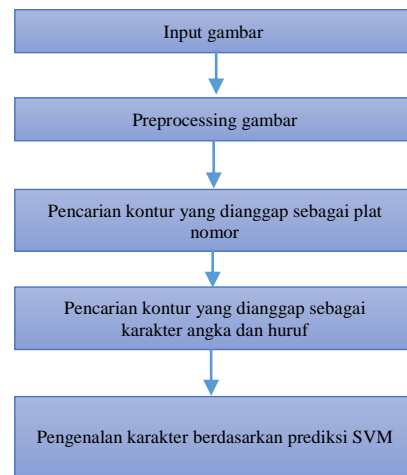 Input gambar
Preprocessing gambar
Pencarian kontur yang dianggap sebagai plat
nomor
Pencarian kontur yang dianggap sebagai
karakter angka dan huruf
Pengenalan karakter berdasarkan prediksi SVM